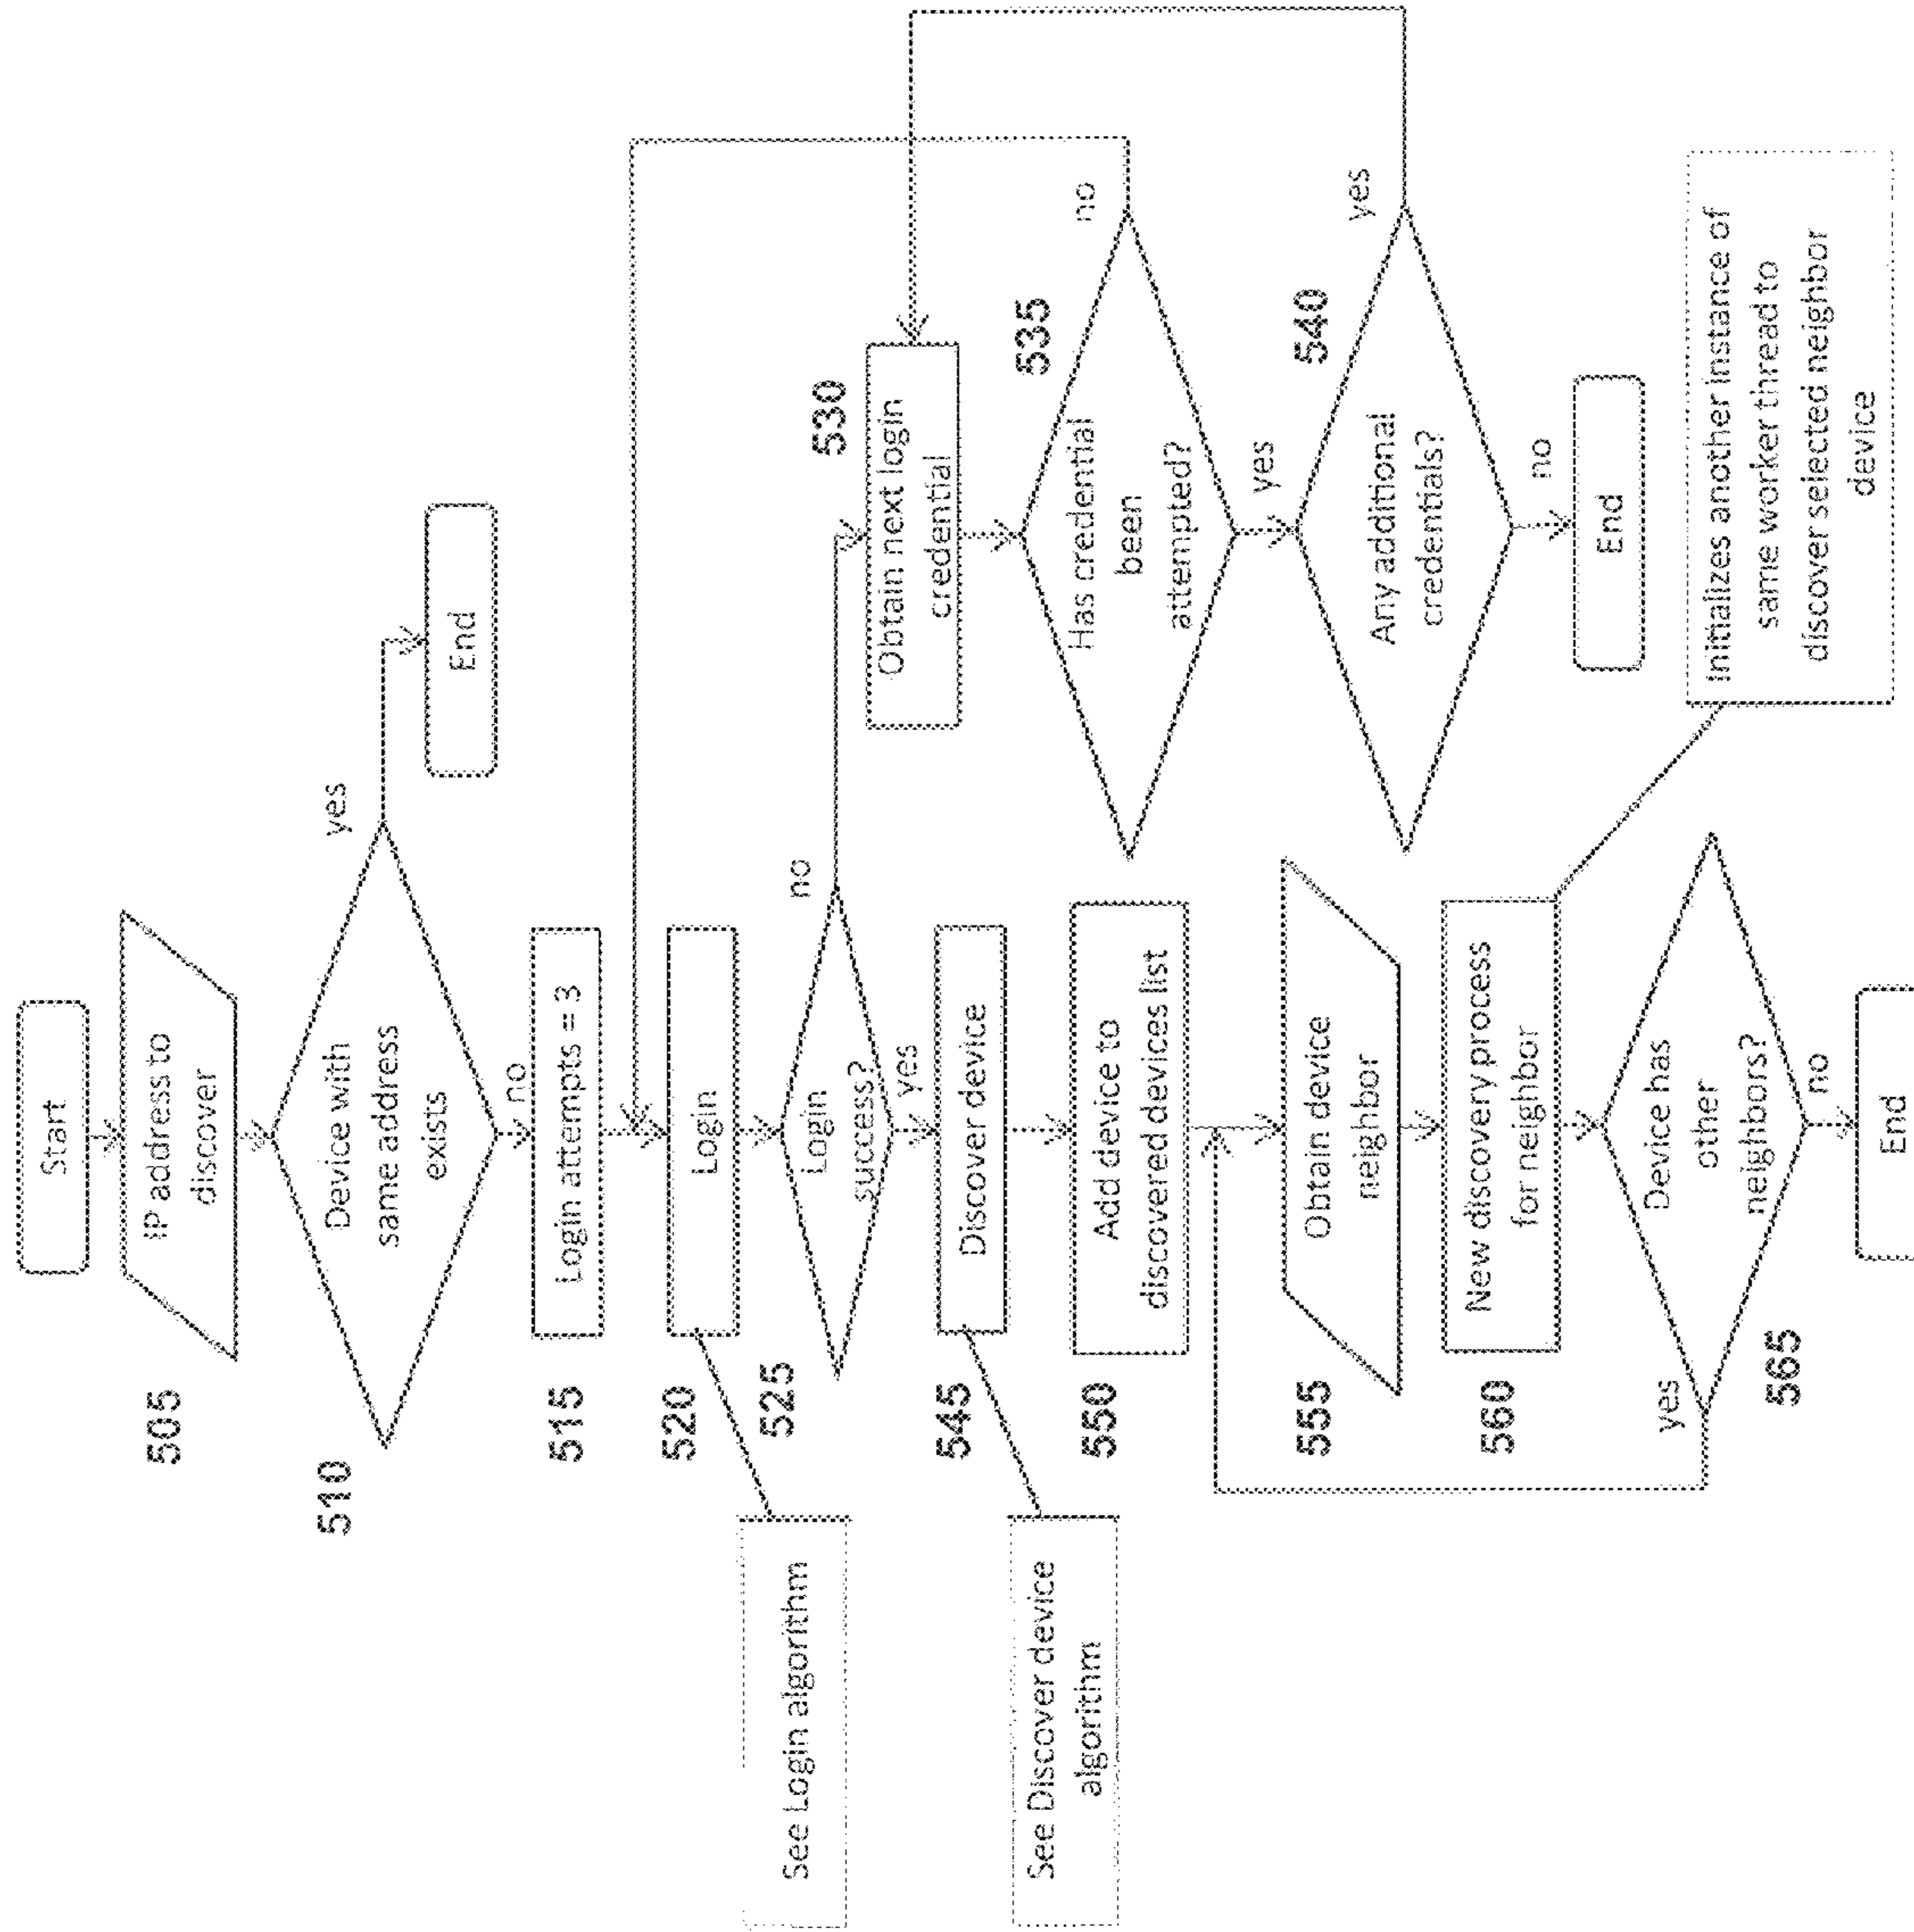 Start
505
IP address to
discover
510
Device with
same address
exists
yes
End
no
515
Login attempts = 3
520
Login
See Login algorithm
525
Login
success?
no
yes
530
Obtain next login
credential
535
Has credential
been
attempted?
no
yes
540
Any additional
credentials?
yes
no
End
545
Discover device
See Discover device
algorithm
550
Add device to
discovered devices list
555
Obtain device
neighbor
560
New discovery process
for neighbor
Initializes another instance of
same worker thread to
discover selected neighbor
device
565
Device has
other
neighbors?
yes
no
End